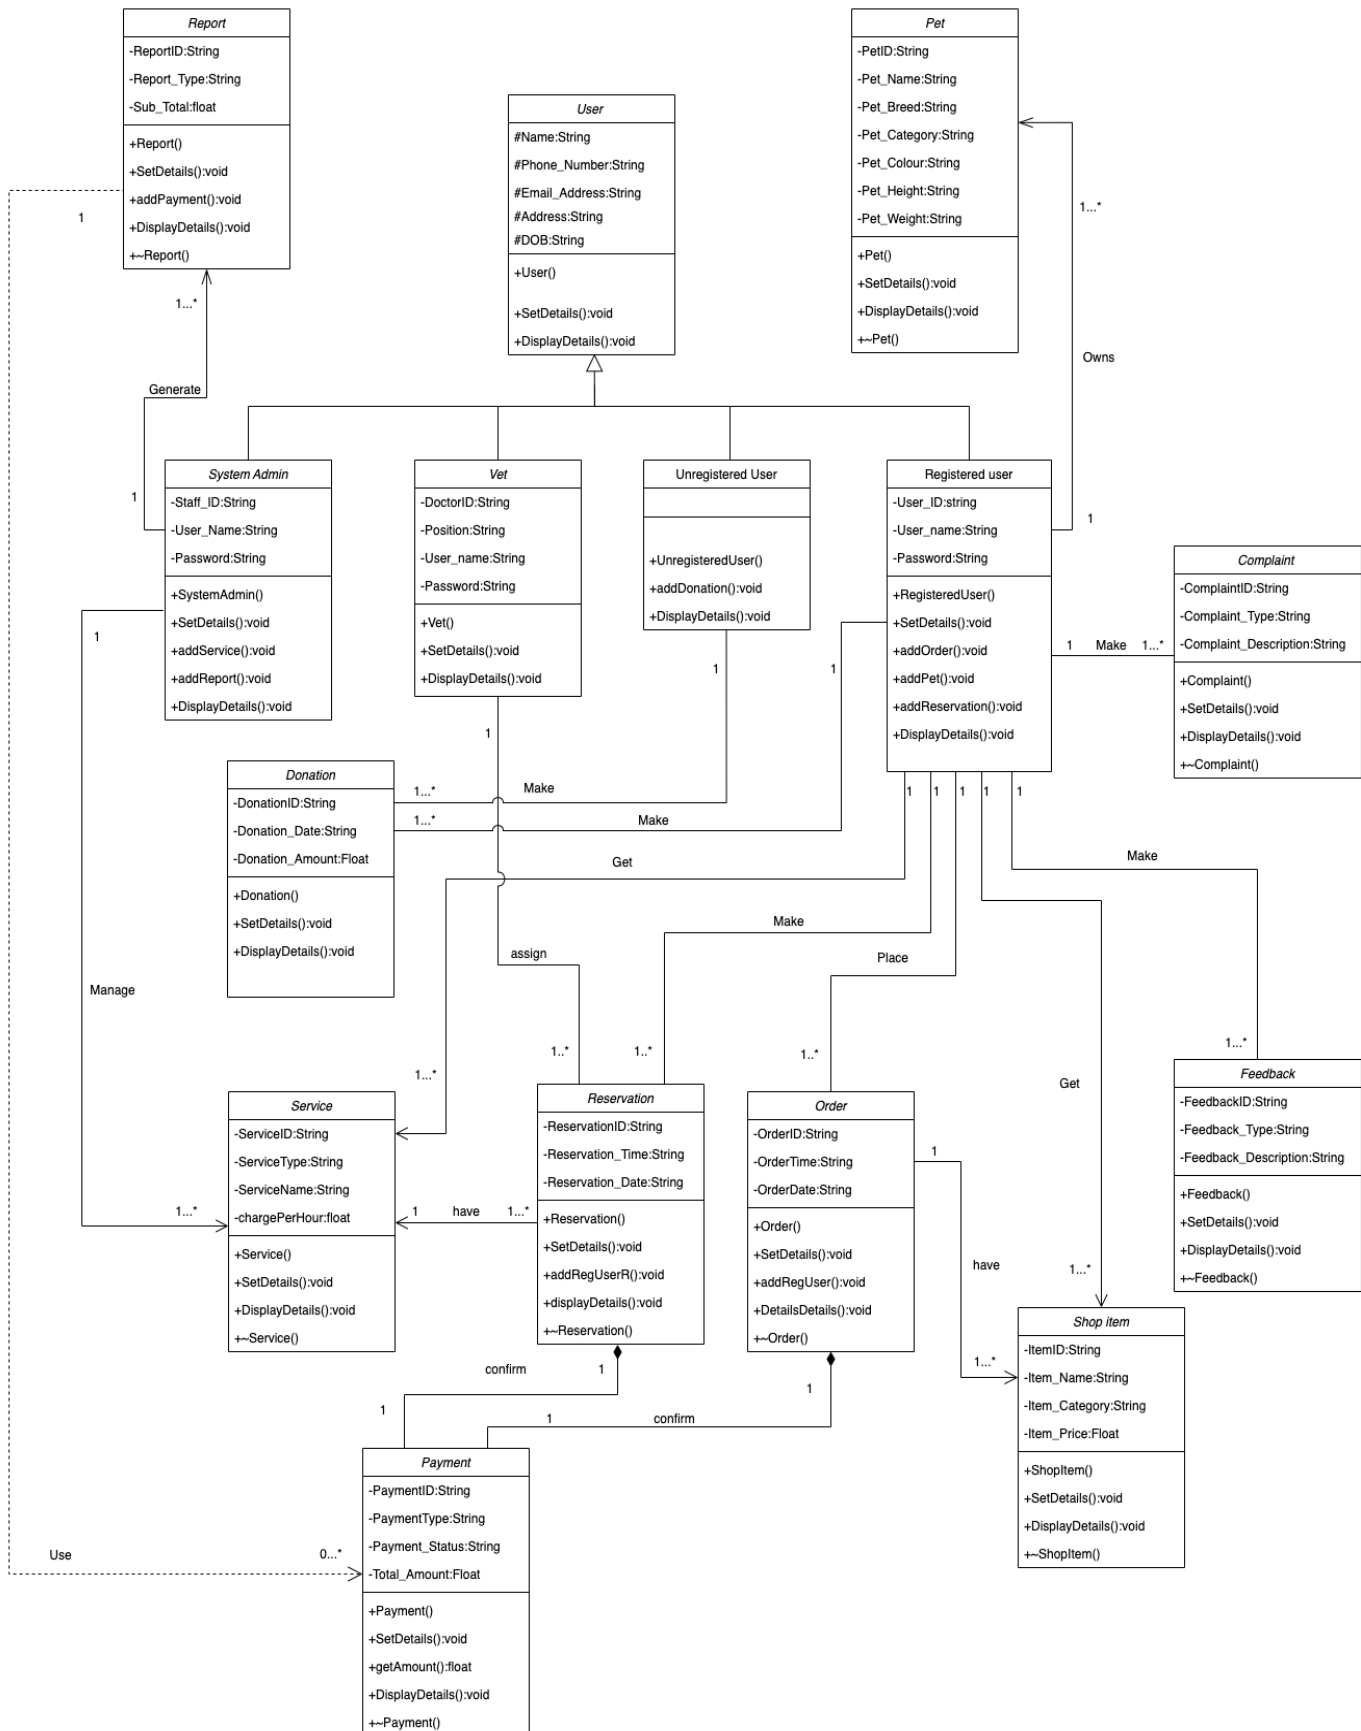 Report
-ReportID:String
-Report_Type:String
-Sub_Total:float
+Report()
+SetDetails():void
+addPayment():void
+DisplayDetails():void
+~Report()
Pet
-PetID:String
-Pet_Name:String
-Pet_Breed:String
-Pet_Category:String
-Pet_Colour:String
-Pet_Height:String
-Pet_Weight:String
+Pet()
+SetDetails():void
+DisplayDetails():void
+~Pet()
User
#Name:String
#Phone_Number:String
#Email_Address:String
#Address:String
#DOB:String
+User()
+SetDetails():void
+DisplayDetails():void
1
1...*
Generate
1
1...*
Owns
1
System Admin
-Staff_ID:String
-User_Name:String
-Password:String
+SystemAdmin()
+SetDetails():void
+addService():void
+addReport():void
+DisplayDetails():void
Vet
-DoctorID:String
-Position:String
-User_name:String
-Password:String
+Vet()
+SetDetails():void
+DisplayDetails():void
Unregistered User
+UnregisteredUser()
+addDonation():void
+DisplayDetails():void
Registered user
-User_ID:string
-User_name:String
-Password:String
+RegisteredUser()
+SetDetails():void
+addOrder():void
+addPet():void
+addReservation():void
+DisplayDetails():void
Complaint
-ComplaintID:String
-Complaint_Type:String
-Complaint_Description:String
+Complaint()
+SetDetails():void
+DisplayDetails():void
+~Complaint()
1
1
1
1
Make
1...*
1
1
1
1
1
1
Donation
-DonationID:String
-Donation_Date:String
-Donation_Amount:Float
+Donation()
+SetDetails():void
+DisplayDetails():void
1...*
Make
1...*
Make
Get
Make
Make
Place
assign
Manage
1..*
1..*
1..*
1...*
1...*
Get
Service
-ServiceID:String
-ServiceType:String
-ServiceName:String
-chargePerHour:float
+Service()
+SetDetails():void
+DisplayDetails():void
+~Service()
1...*
1
have
1...*
Reservation
-ReservationID:String
-Reservation_Time:String
-Reservation_Date:String
+Reservation()
+SetDetails():void
+addRegUserR():void
+displayDetails():void
+~Reservation()
Order
-OrderID:String
-OrderTime:String
-OrderDate:String
+Order()
+SetDetails():void
+addRegUser():void
+DetailsDetails():void
+~Order()
1
have
1...*
1...*
Feedback
-FeedbackID:String
-Feedback_Type:String
-Feedback_Description:String
+Feedback()
+SetDetails():void
+DisplayDetails():void
+~Feedback()
Shop item
-ItemID:String
-Item_Name:String
-Item_Category:String
-Item_Price:Float
+ShopItem()
+SetDetails():void
+DisplayDetails():void
+~ShopItem()
confirm
1
1
1
1
confirm
Payment
-PaymentID:String
-PaymentType:String
-Payment_Status:String
-Total_Amount:Float
+Payment()
+SetDetails():void
+getAmount():float
+DisplayDetails():void
+~Payment()
Use
0...*